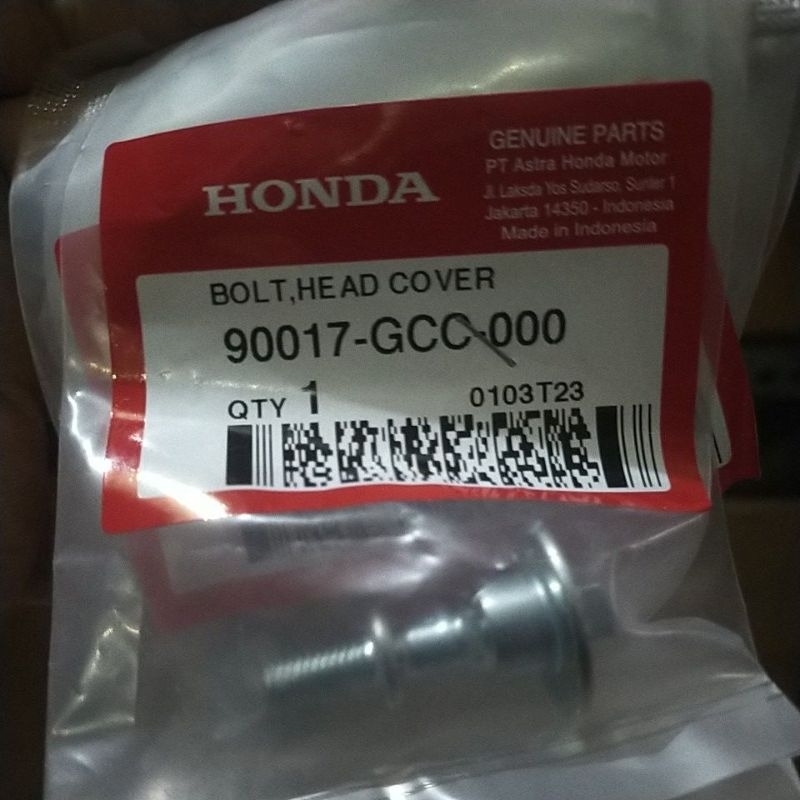 HONDA
GENUINE PARTS
PT Astra Honda Motor
Jl. Laksda Yos Sudarso, Sunter 1
Jakarta 14350 - Indonesia
Made in Indonesia
BOLT,HEAD COVER
90017-GCC-000
QTY 1
0103T23